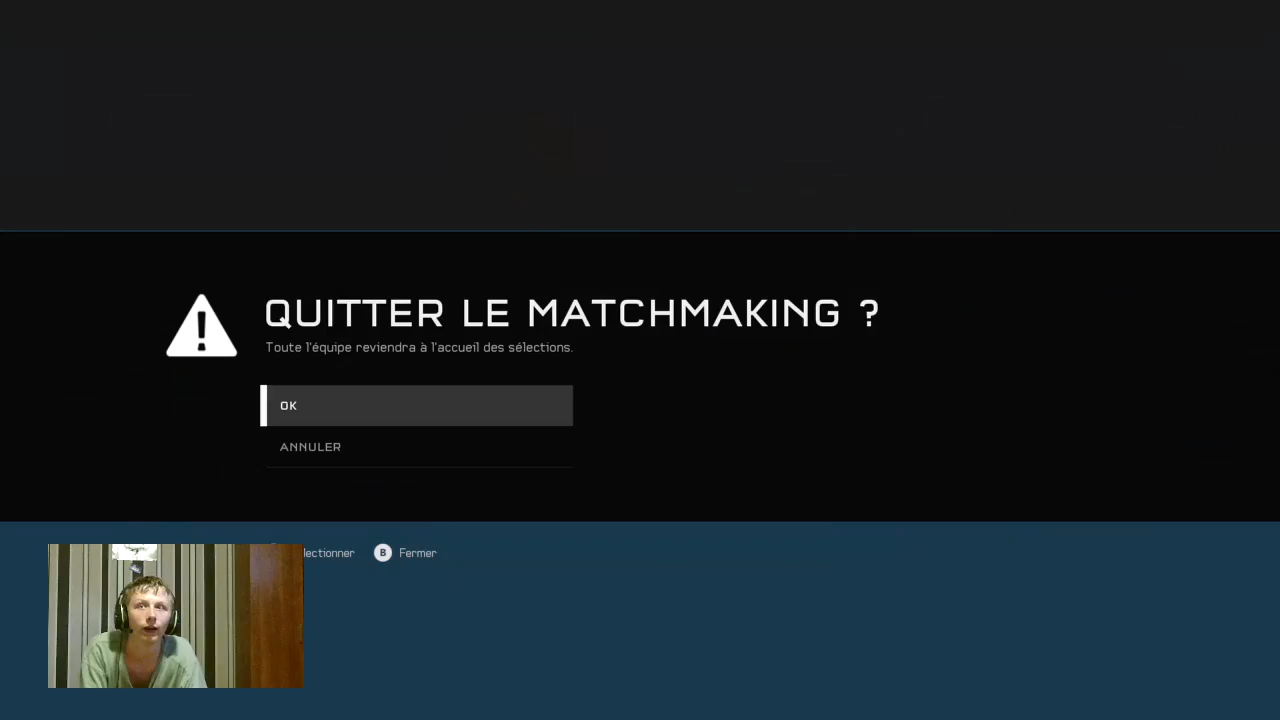 QUITTER LE MATCHMAKING ?
Toute l'équipe reviendra à l'accueil des sélections.
OK
ANNULER
B Fermer